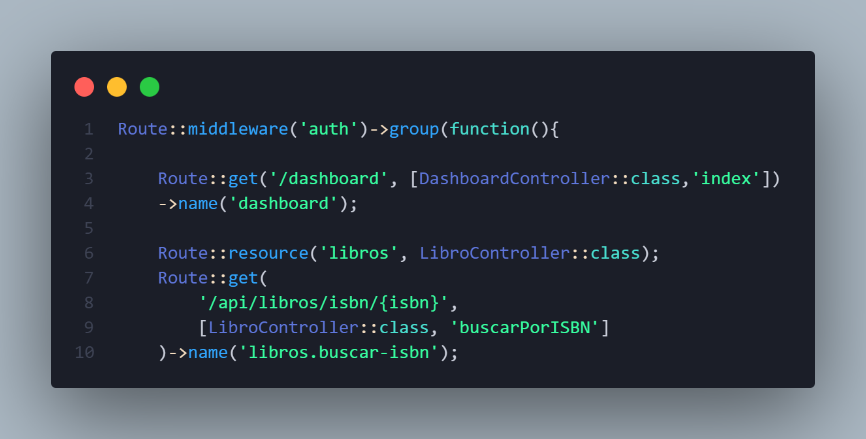 1 Route::middleware('auth')->group(function(){
2
3 Route::get('/dashboard', [DashboardController::class,'index'])
4 ->name('dashboard');
5
6 Route::resource('libros', LibroController::class);
7 Route::get(
8 '/api/libros/isbn/{isbn}',
9 [LibroController::class, 'buscarPorISBN']
10 )->name('libros.buscar-isbn');